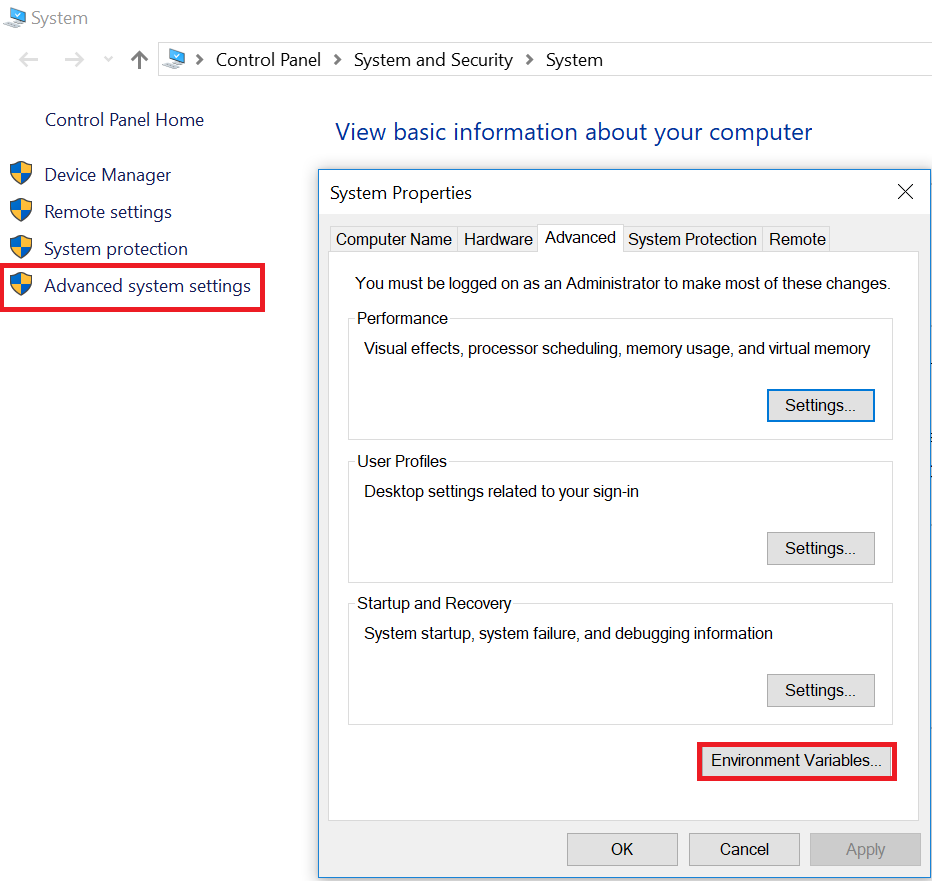 System
Control Panel > System and Security > System
Control Panel Home
Device Manager
Remote settings
System protection
Advanced system settings
View basic information about your computer
System Properties
Computer Name Hardware Advanced System Protection Remote
You must be logged on as an Administrator to make most of these changes.
Performance
Visual effects, processor scheduling, memory usage, and virtual memory
Settings...
User Profiles
Desktop settings related to your sign-in
Settings...
Startup and Recovery
System startup, system failure, and debugging information
Settings...
Environment Variables...
OK Cancel Apply